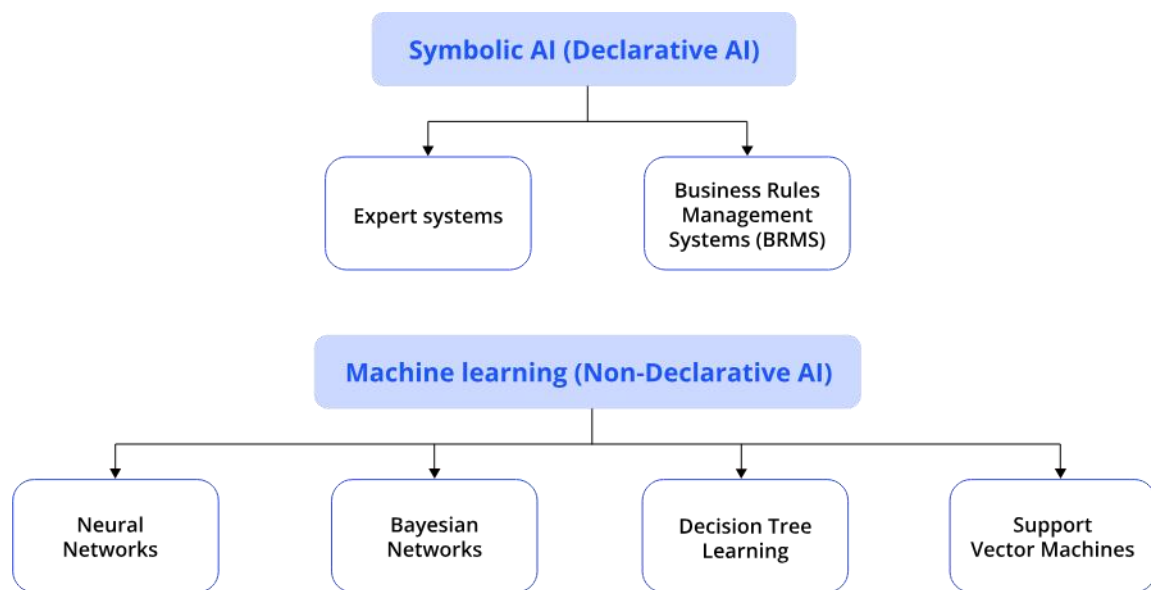 Symbolic AI (Declarative AI)
Expert systems
Business Rules
Management
Systems (BRMS)
Machine learning (Non-Declarative AI)
Neural
Networks
Bayesian
Networks
Decision Tree
Learning
Support
Vector Machines